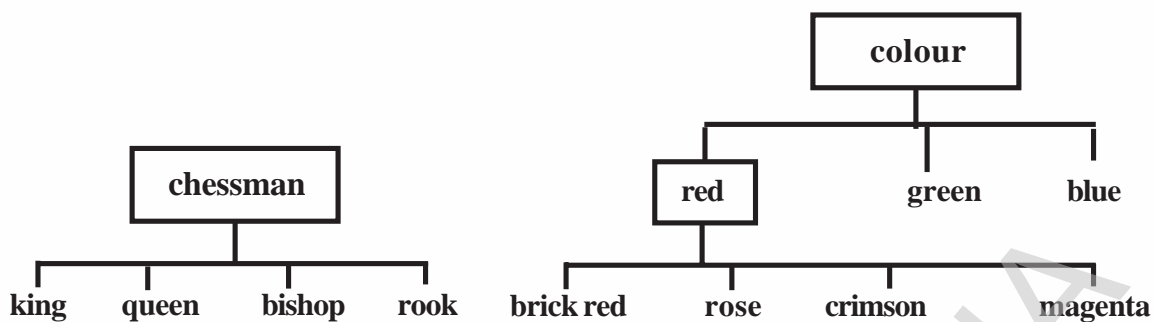 colour
chessman
red green blue
king queen bishop rook
brick red rose crimson magenta